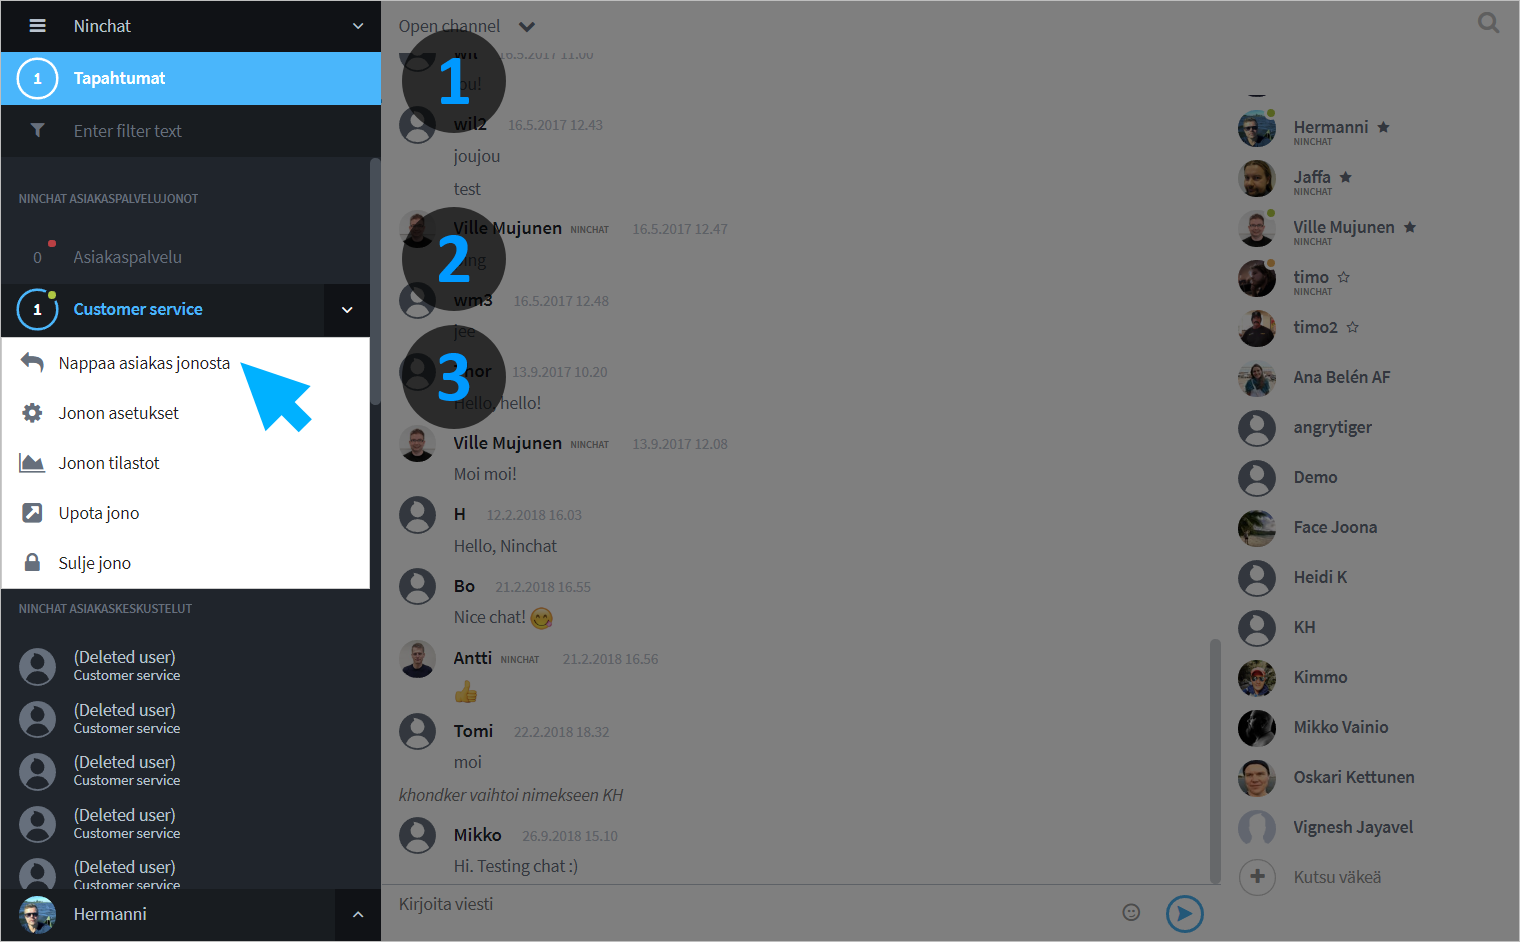 Ninchat
1 Tapahtumat
Enter filter text
NINCHAT ASIAKASPALVELUJONOT
0 Asiakaspalvelu
1 Customer service
Nappaa asiakas jonosta
Jonon asetukset
Jonon tilastot
Upota jono
Sulje jono
NINCHAT ASIAKASKESKUSTELUT
(Deleted user)
Customer service
(Deleted user)
Customer service
(Deleted user)
Customer service
(Deleted user)
Customer service
(Deleted user)
Customer service
Hermanni
Open channel
wil 16.5.2017 11.00
1
wil2 16.5.2017 12.43
joujou
test
Ville Mujunen NINCHAT 16.5.2017 12.47
2
wm3 16.5.2017 12.48
jee
3
13.9.2017 10.20
Hello, hello!
Ville Mujunen NINCHAT 13.9.2017 12.08
Moi moi!
H 12.2.2018 16.03
Hello, Ninchat
Bo 21.2.2018 16.55
Nice chat! 😋
Antti NINCHAT 21.2.2018 16.56
👍
Tomi 22.2.2018 18.32
moi
khondker vaihtoi nimekseen KH
Mikko 26.9.2018 15.10
Hi. Testing chat :)
Kirjoita viesti
Hermanni ★
NINCHAT
Jaffa ★
NINCHAT
Ville Mujunen ★
NINCHAT
timo ☆
NINCHAT
timo2 ☆
Ana Belén AF
angrytiger
Demo
Face Joona
Heidi K
KH
Kimmo
Mikko Vainio
Oskari Kettunen
Vignesh Jayavel
Kutsu väkeä